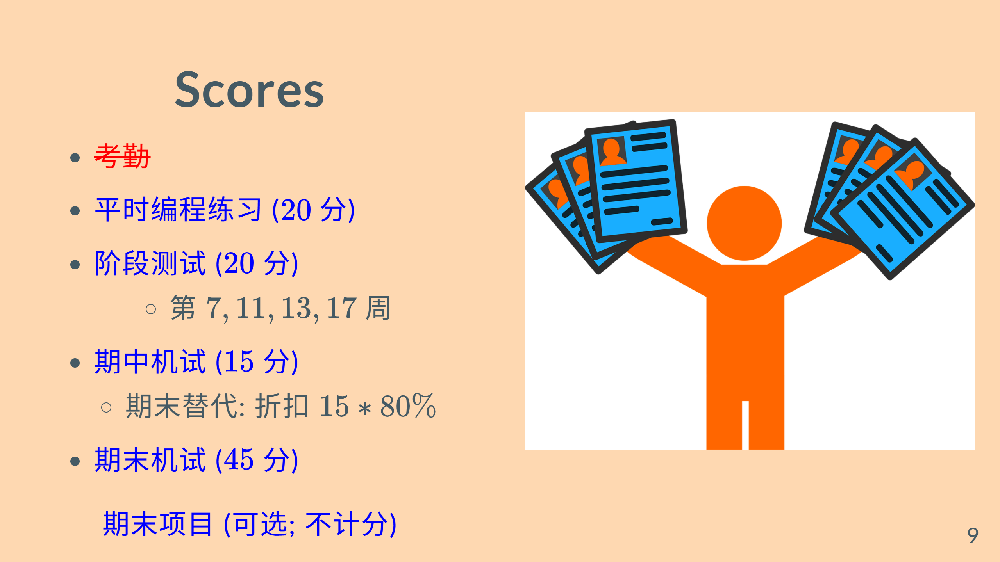 Scores
考勤
平时编程练习 (20 分)
阶段测试 (20 分)
第 7, 11, 13, 17 周
期中机试 (15 分)
期末替代: 折扣 15 * 80%
期末机试 (45 分)
期末项目 (可选; 不计分)
9